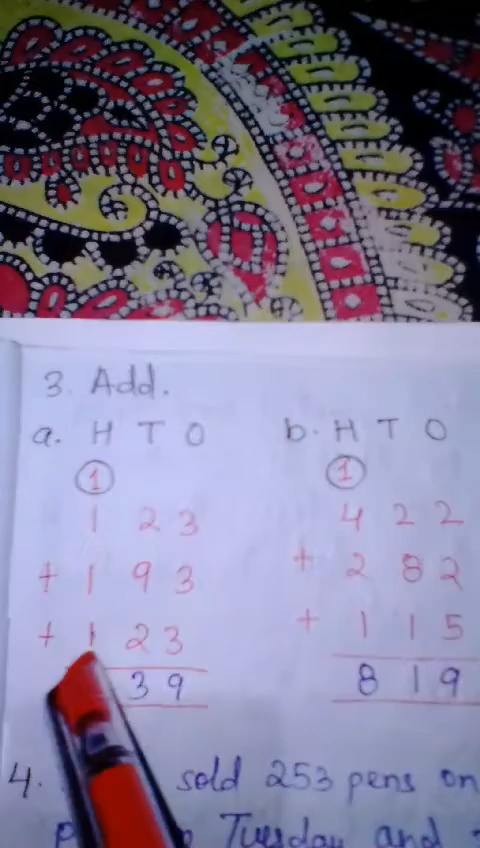 3. Add.
a. H T O
b. H T O
1
1
1 2 3
4 2 2
+ 1 9 3
+ 2 8 2
+ 1 2 3
+ 1 1 5
3 9
8 1 9
4. sold 253 pens on
Tuesday and